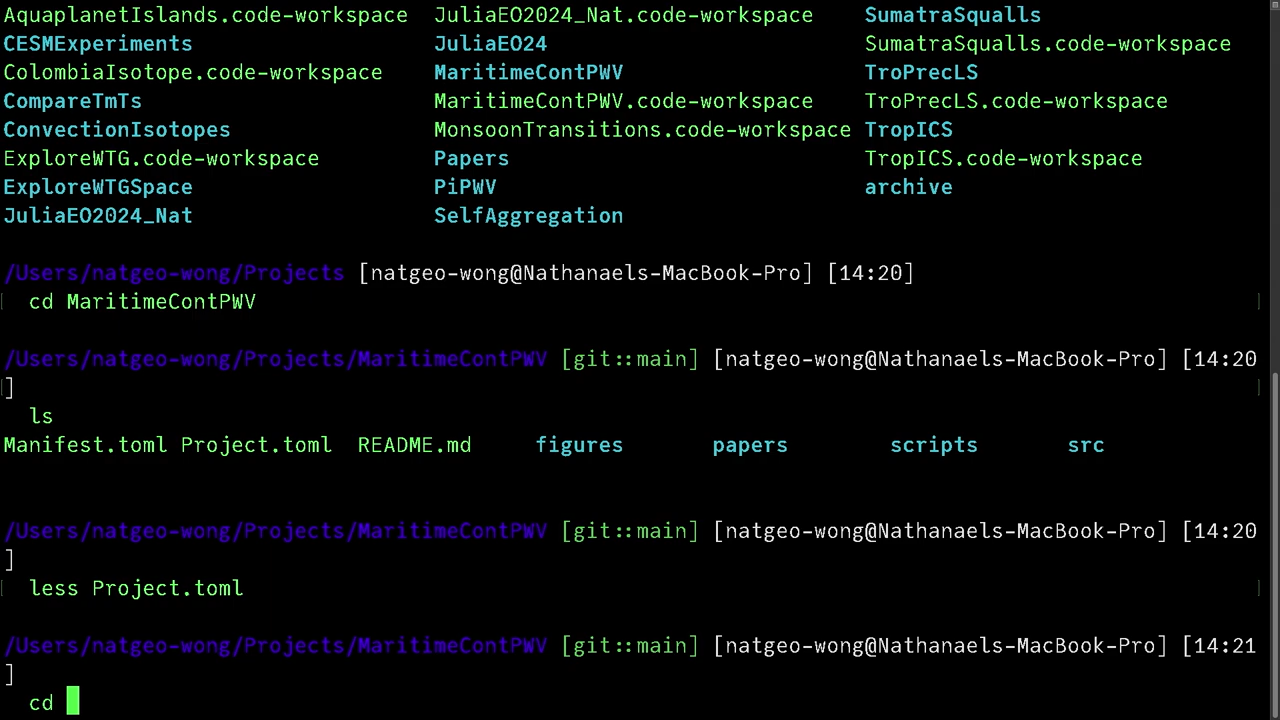 AquaplanetIslands.code-workspace JuliaEO2024_Nat.code-workspace SumatraSqualls
CESMExperiments JuliaEO24 SumatraSqualls.code-workspace
ColombiaIsotope.code-workspace MaritimeContPWV TroPrecLS
CompareTmTs MaritimeContPWV.code-workspace TroPrecLS.code-workspace
ConvectionIsotopes MonsoonTransitions.code-workspace TropICS
ExploreWTG.code-workspace Papers TropICS.code-workspace
ExploreWTGSpace PiPWV archive
JuliaEO2024_Nat SelfAggregation
/Users/natgeo-wong/Projects [natgeo-wong@Nathanaels-MacBook-Pro] [14:20]
cd MaritimeContPWV
/Users/natgeo-wong/Projects/MaritimeContPWV [git::main] [natgeo-wong@Nathanaels-MacBook-Pro] [14:20
]
ls
Manifest.toml Project.toml README.md figures papers scripts src
/Users/natgeo-wong/Projects/MaritimeContPWV [git::main] [natgeo-wong@Nathanaels-MacBook-Pro] [14:20
]
less Project.toml
/Users/natgeo-wong/Projects/MaritimeContPWV [git::main] [natgeo-wong@Nathanaels-MacBook-Pro] [14:21
]
cd